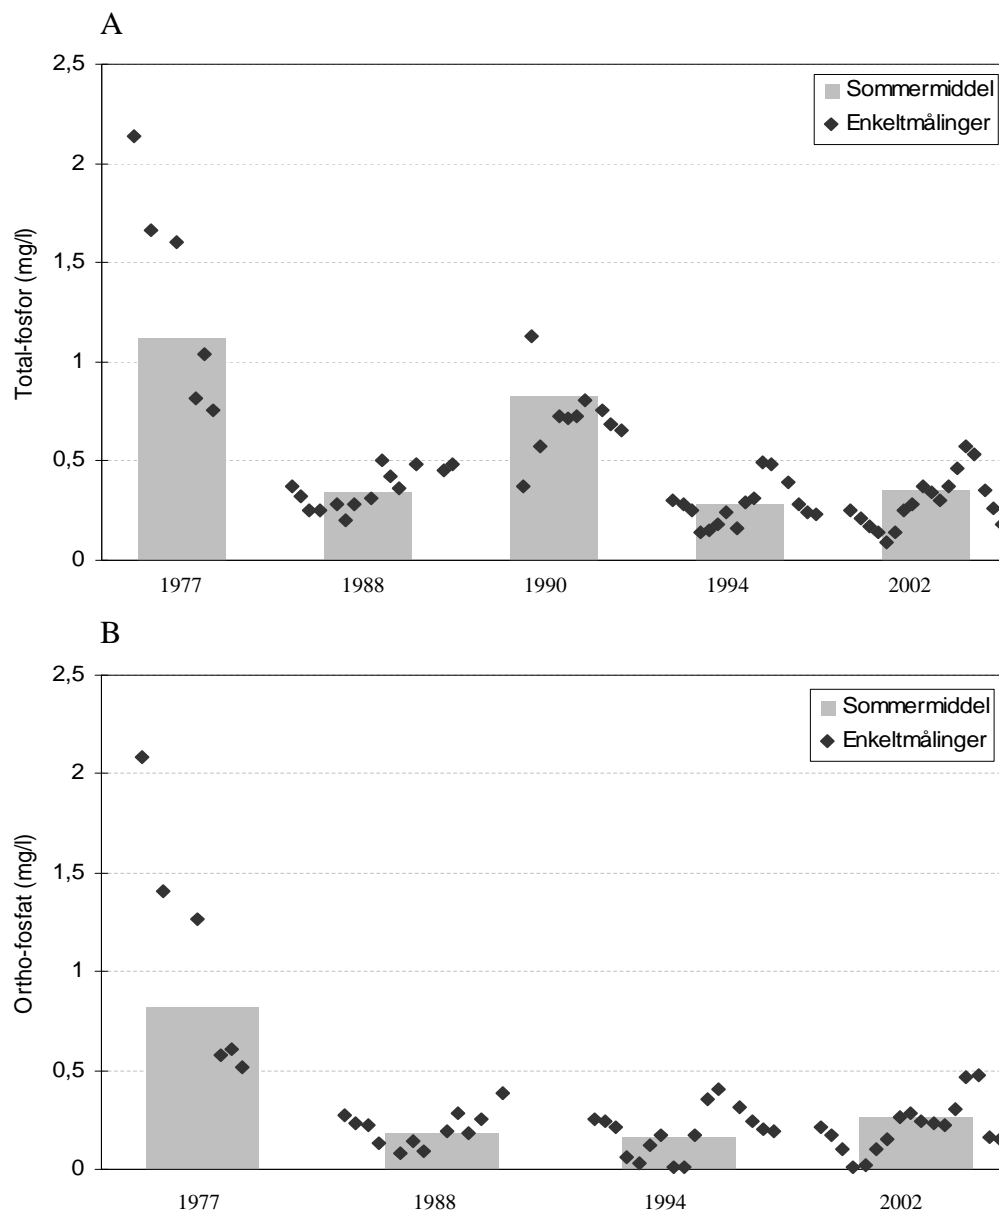 A
2,5
2
1,5
1
0,5
0
Total-fosfor (mg/l)
Sommermiddel
Enkeltmålinger
1977 1988 1990 1994 2002
B
2,5
2
1,5
1
0,5
0
Ortho-fosfat (mg/l)
Sommermiddel
Enkeltmålinger
1977 1988 1994 2002